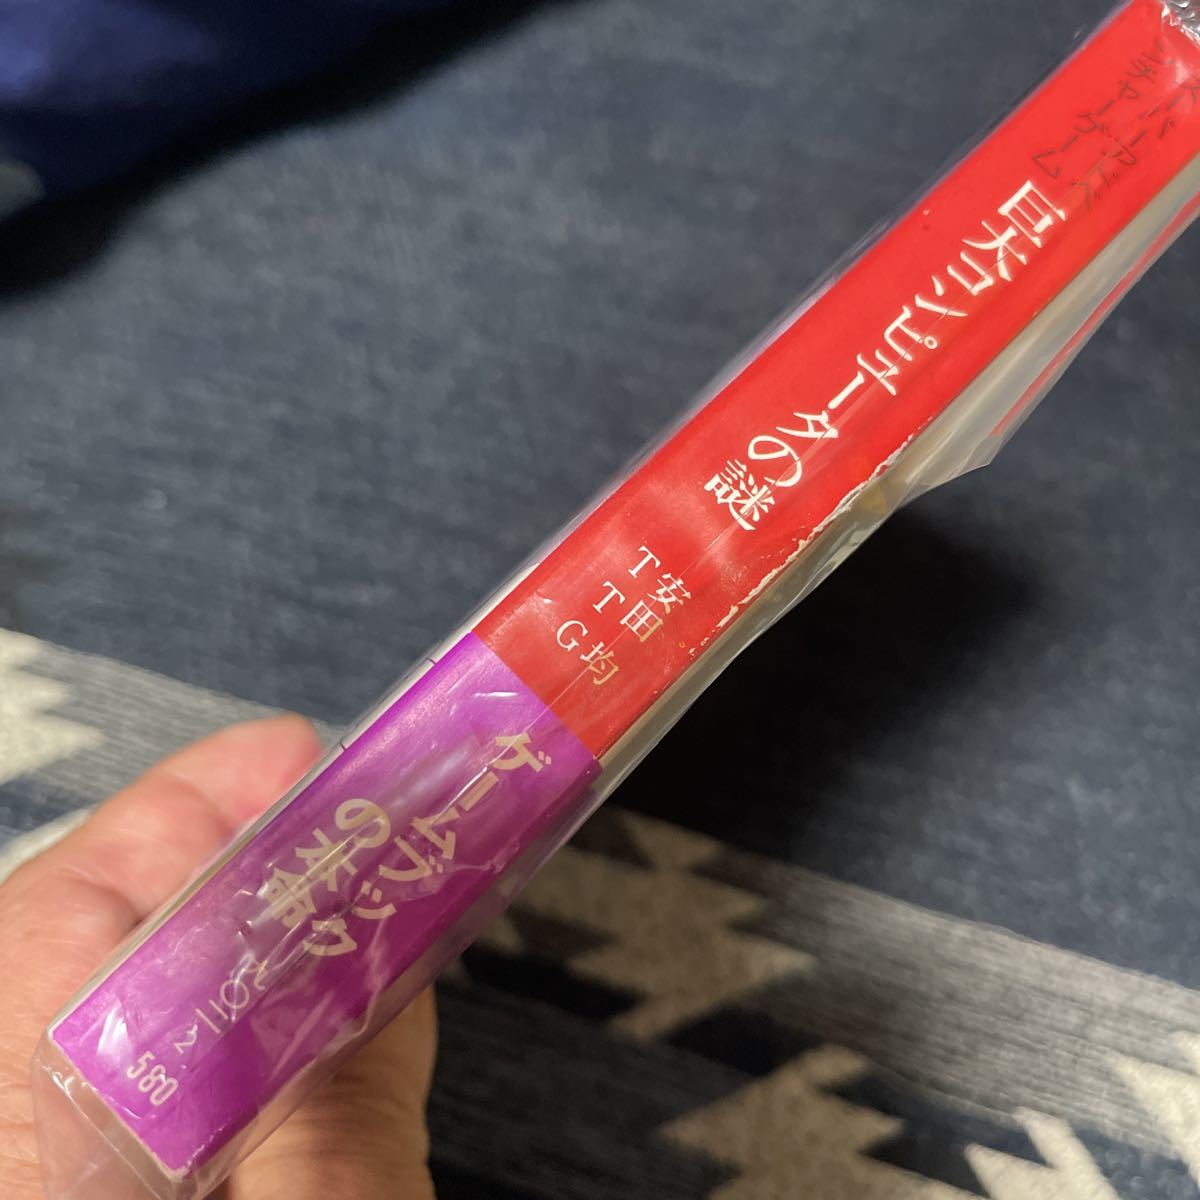 スーパーアドベン
チャーゲーム
巨大コンピュータの謎
安田均
TTG
ゲームブック
の本命
580